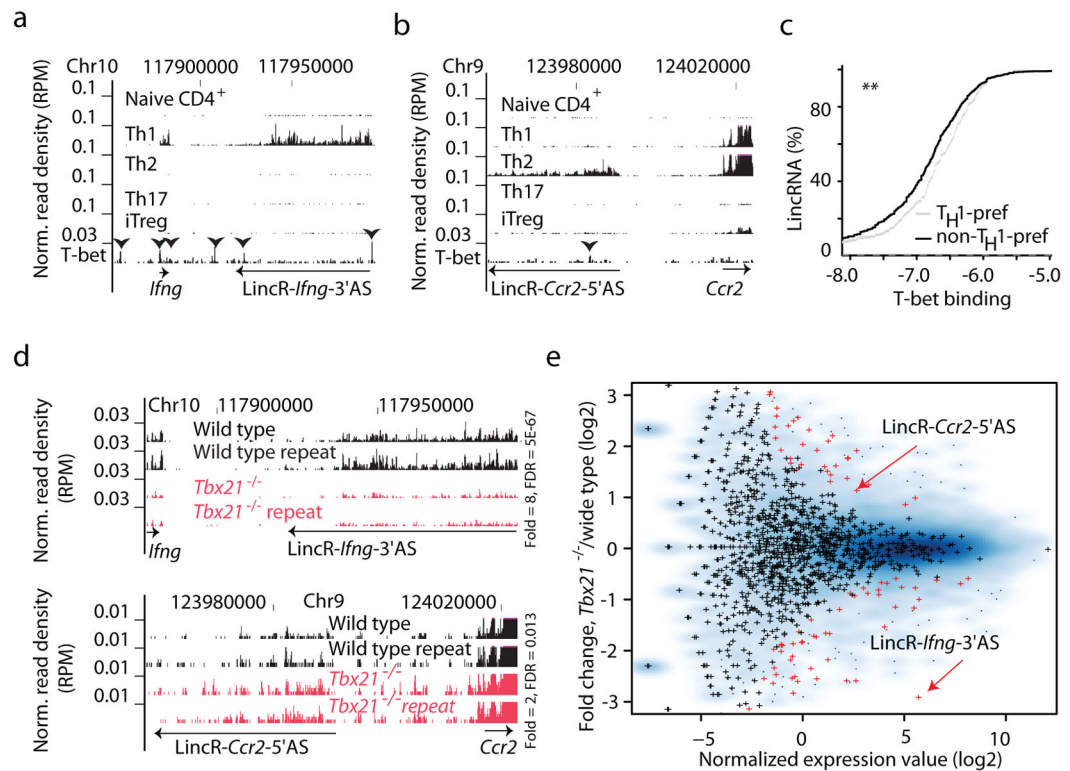 a
Norm. read density (RPM)
Chr10 117900000 117950000
0.1
Naive CD4+
0.1
Th1
0.1
Th2
0.1
Th17
0.1
iTreg
0.03
T-bet
Ifng LincR-Ifng-3'AS
b
Norm. read density (RPM)
Chr9 123980000 124020000
0.1
Naive CD4+
0.1
Th1
0.1
Th2
0.1
Th17
0.1
iTreg
0.03
T-bet
LincR-Ccr2-5'AS Ccr2
c
LincRNA (%)
80
40
0
**
TH1-pref
non-TH1-pref
-8.0 -7.0 -6.0 -5.0
T-bet binding
d
Norm. read density
(RPM)
Chr10 117900000 117950000
0.03
Wild type
0.03
Wild type repeat
0.03
Tbx21-/-
0.03
Tbx21-/- repeat
Fold = 8, FDR = 5E-67
Ifng LincR-Ifng-3'AS
Norm. read density
(RPM)
123980000 Chr9 124020000
0.01
Wild type
0.01
Wild type repeat
0.01
Tbx21-/-
0.01
Tbx21-/- repeat
Fold = 2, FDR = 0.013
LincR-Ccr2-5'AS Ccr2
e
Fold change, Tbx21-/-/wide type (log2)
3
2
1
0
-1
-2
-3
LincR-Ccr2-5'AS
LincR-Ifng-3'AS
−5 0 5 10
Normalized expression value (log2)